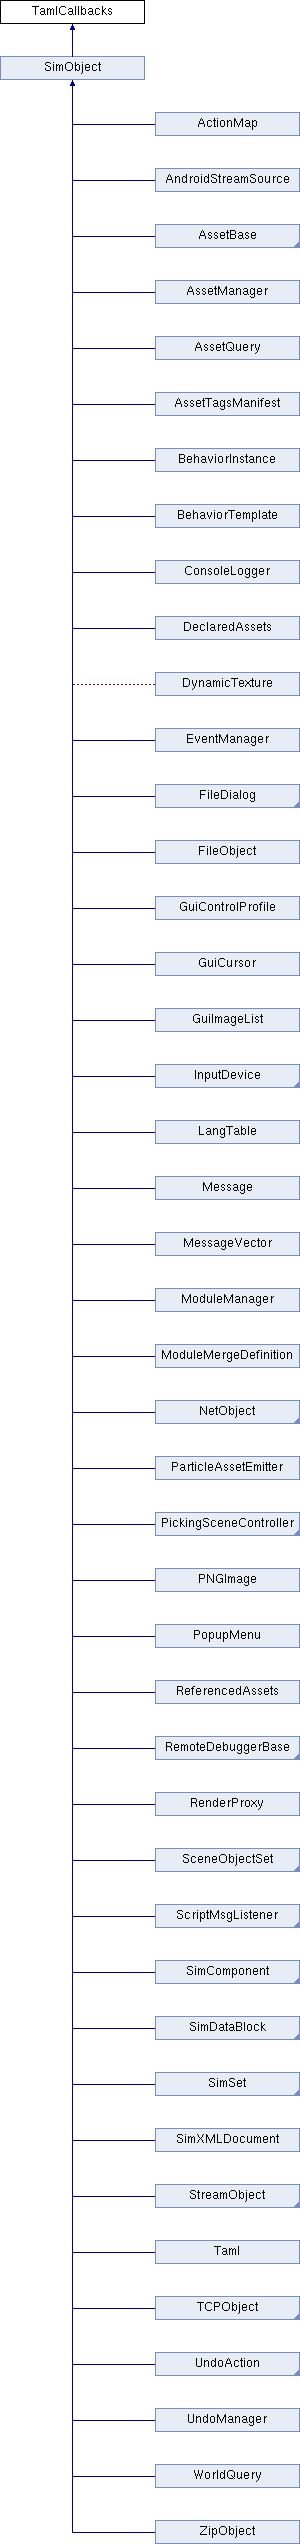 TamlCallbacks
SimObject
ActionMap
AndroidStreamSource
AssetBase
AssetManager
AssetQuery
AssetTagsManifest
BehaviorInstance
BehaviorTemplate
ConsoleLogger
DeclaredAssets
DynamicTexture
EventManager
FileDialog
FileObject
GuiControlProfile
GuiCursor
GuiImageList
InputDevice
LangTable
Message
MessageVector
ModuleManager
ModuleMergeDefinition
NetObject
ParticleAssetEmitter
PickingSceneController
PNGImage
PopupMenu
ReferencedAssets
RemoteDebuggerBase
RenderProxy
SceneObjectSet
ScriptMsgListener
SimComponent
SimDataBlock
SimSet
SimXMLDocument
StreamObject
Taml
TCPObject
UndoAction
UndoManager
WorldQuery
ZipObject